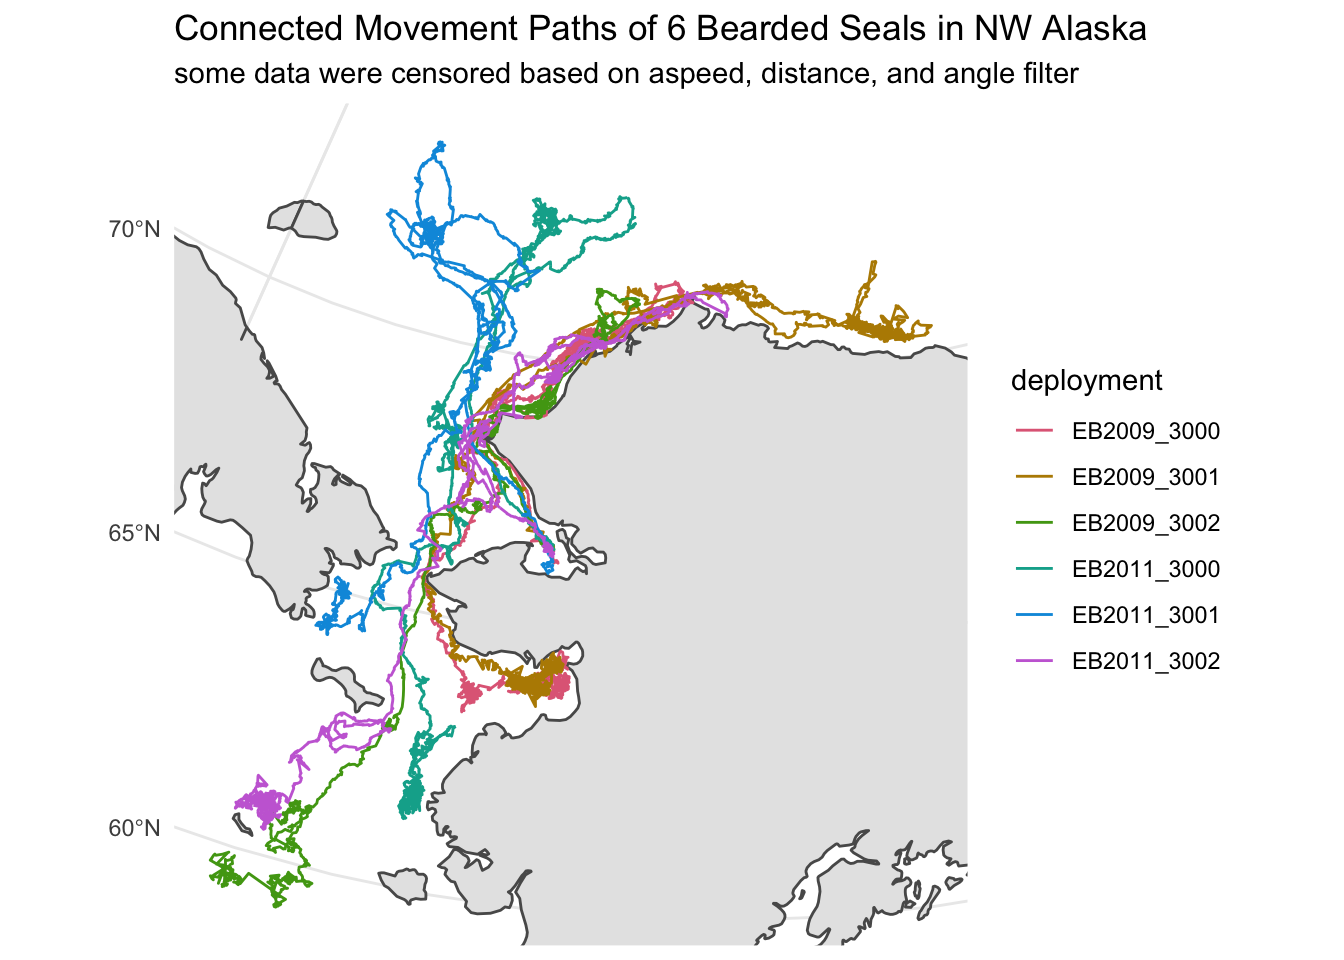 Connected Movement Paths of 6 Bearded Seals in NW Alaska
some data were censored based on aspeed, distance, and angle filter
70°N
65°N
60°N
deployment
EB2009_3000
EB2009_3001
EB2009_3002
EB2011_3000
EB2011_3001
EB2011_3002